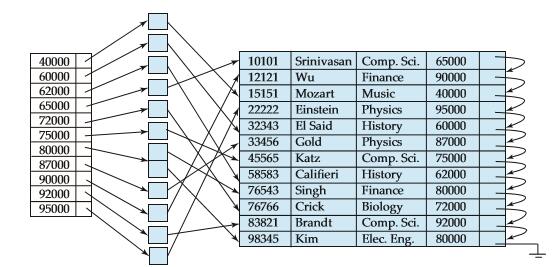 40000
60000
62000
65000
72000
75000
80000
87000
90000
92000
95000
10101 Srinivasan Comp. Sci. 65000
12121 Wu Finance 90000
15151 Mozart Music 40000
22222 Einstein Physics 95000
32343 El Said History 60000
33456 Gold Physics 87000
45565 Katz Comp. Sci. 75000
58583 Califieri History 62000
76543 Singh Finance 80000
76766 Crick Biology 72000
83821 Brandt Comp. Sci. 92000
98345 Kim Elec. Eng. 80000